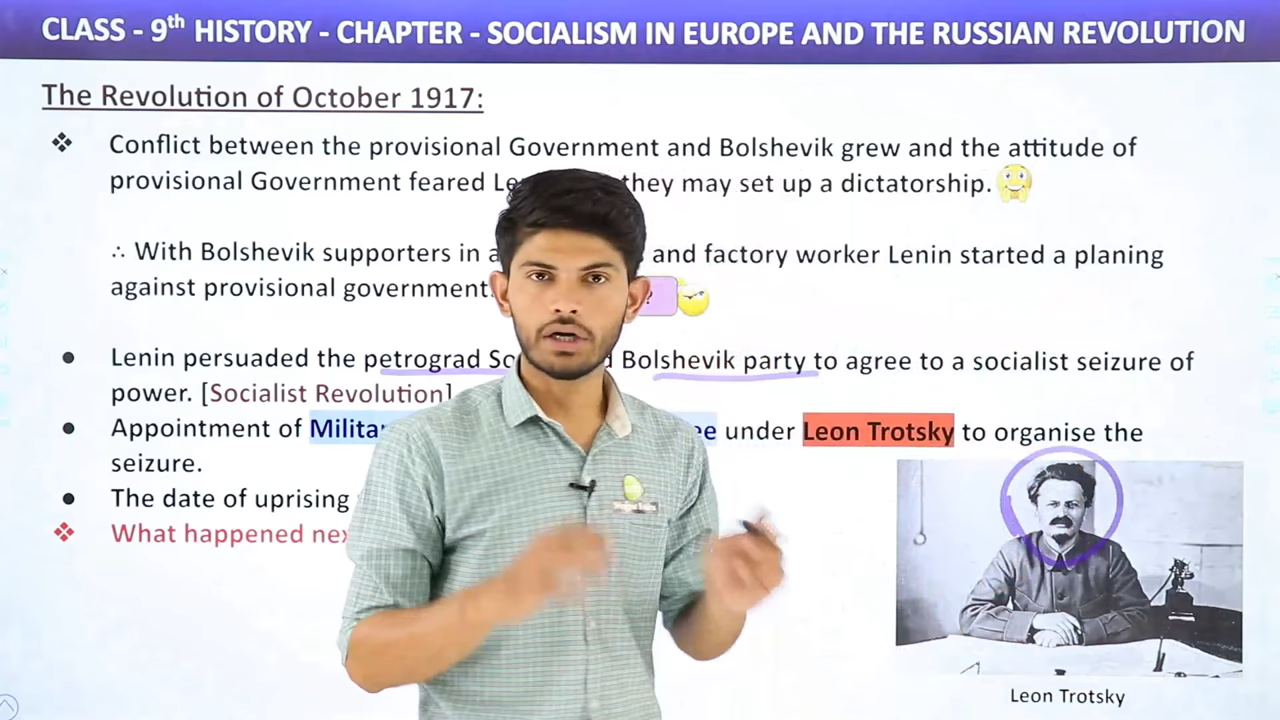 CLASS - 9th HISTORY - CHAPTER - SOCIALISM IN EUROPE AND THE RUSSIAN REVOLUTION
The Revolution of October 1917:
❖ Conflict between the provisional Government and Bolshevik grew and the attitude of
provisional Government feared they may set up a dictatorship.
∴ With Bolshevik supporters in and factory worker Lenin started a planing
against provisional government. ?
● Lenin persuaded the petrograd Bolshevik party to agree to a socialist seizure of
power. [Socialist Revolution]
● Appointment of under Leon Trotsky to organise the
seizure.
● The date of uprising
❖ What happened
Leon Trotsky